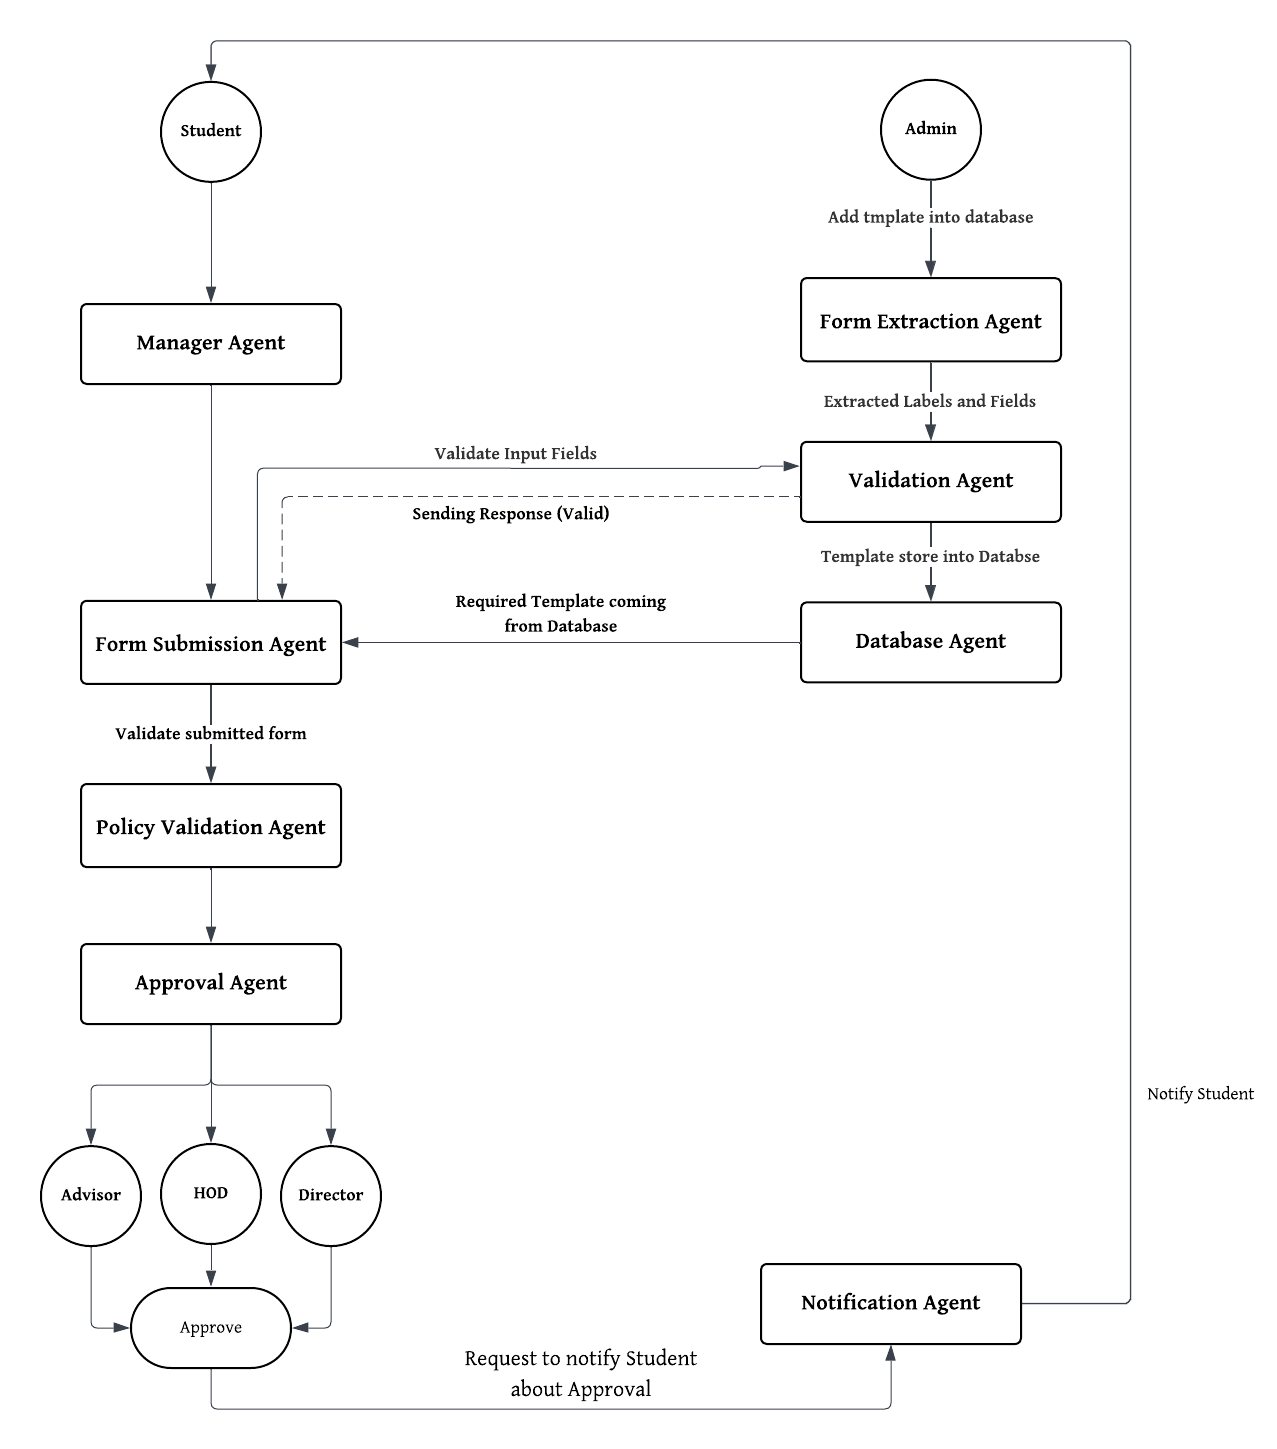 Student
Admin
Add tmplate into database
Form Extraction Agent
Manager Agent
Extracted Labels and Fields
Validate Input Fields
Validation Agent
Sending Response (Valid)
Template store into Databse
Required Template coming
from Database
Form Submission Agent
Database Agent
Validate submitted form
Policy Validation Agent
Approval Agent
Notify Student
Advisor
HOD
Director
Notification Agent
Approve
Request to notify Student
about Approval